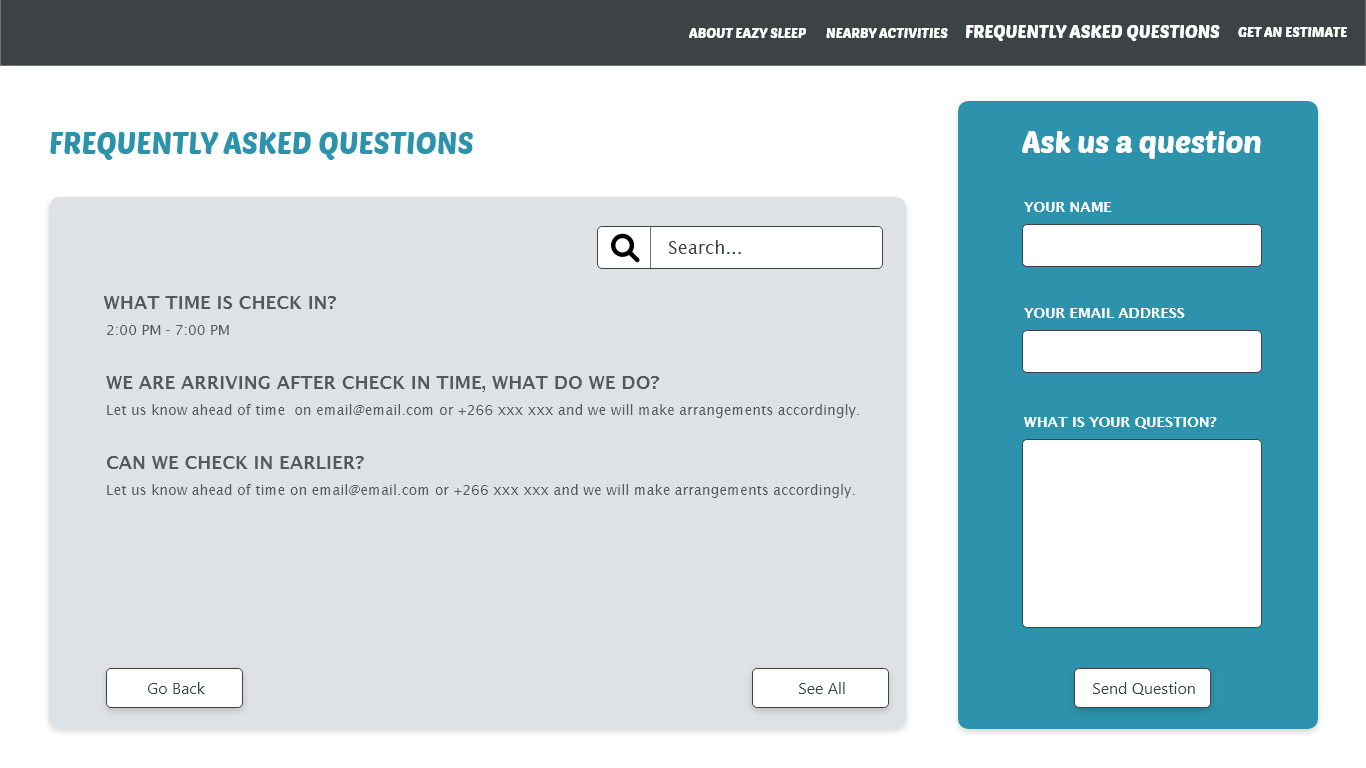 ABOUT EAZY SLEEP NEARBY ACTIVITIES FREQUENTLY ASKED QUESTIONS GET AN ESTIMATE
FREQUENTLY ASKED QUESTIONS
Search...
WHAT TIME IS CHECK IN?
2:00 PM - 7:00 PM
WE ARE ARRIVING AFTER CHECK IN TIME, WHAT DO WE DO?
Let us know ahead of time  on email@email.com or +266 xxx xxx and we will make arrangements accordingly.
CAN WE CHECK IN EARLIER?
Let us know ahead of time on email@email.com or +266 xxx xxx and we will make arrangements accordingly.
Go Back
See All
Ask us a question
YOUR NAME
YOUR EMAIL ADDRESS
WHAT IS YOUR QUESTION?
Send Question